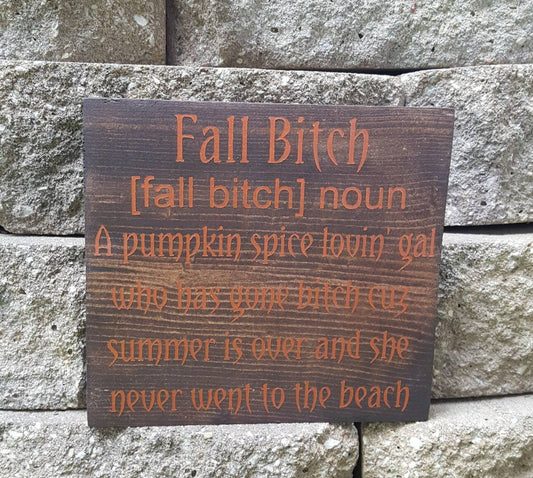 Fall Bitch
[fall bitch] noun
A pumpkin spice lovin' gal
who has gone bitch cuz
summer is over and she
never went to the beach